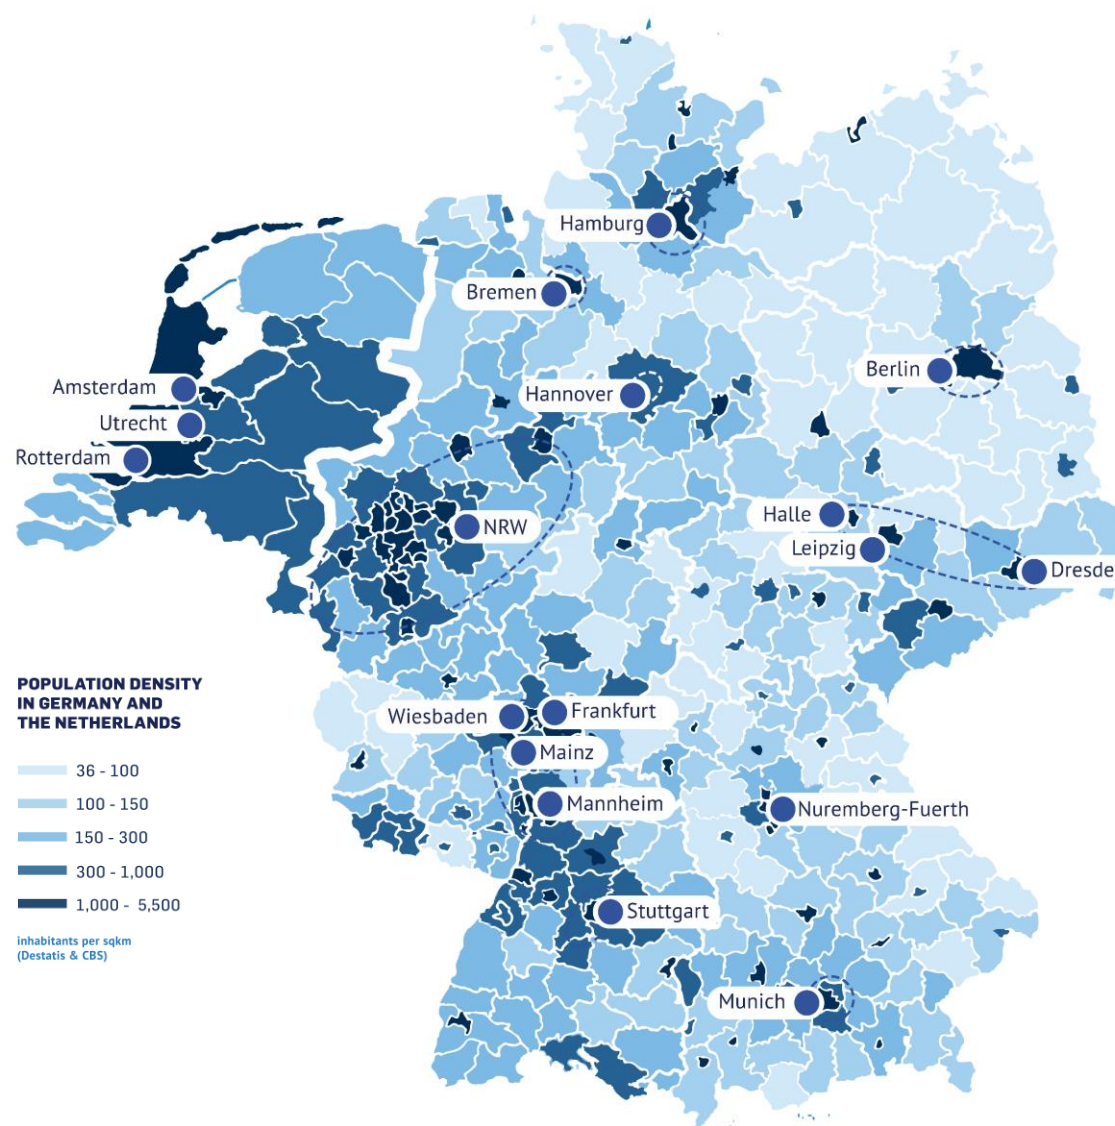 Hamburg
Bremen
Berlin
Amsterdam
Hannover
Utrecht
Rotterdam
Halle
NRW
Leipzig
Dresde
POPULATION DENSITY
IN GERMANY AND
THE NETHERLANDS
Wiesbaden
Frankfurt
Mainz
36 - 100
100 - 150
Mannheim
Nuremberg-Fuerth
150 - 300
300 - 1,000
1,000 - 5,500
Stuttgart
inhabitants per sqkm
(Destatis & CBS)
Munich